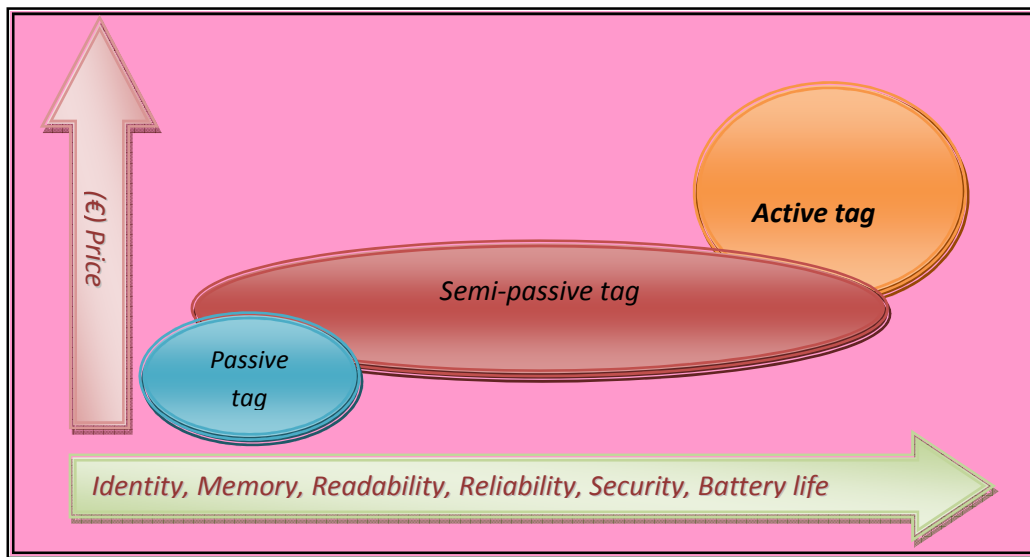 (€) Price
Active tag
Semi-passive tag
Passive
tag
Identity, Memory, Readability, Reliability, Security, Battery life